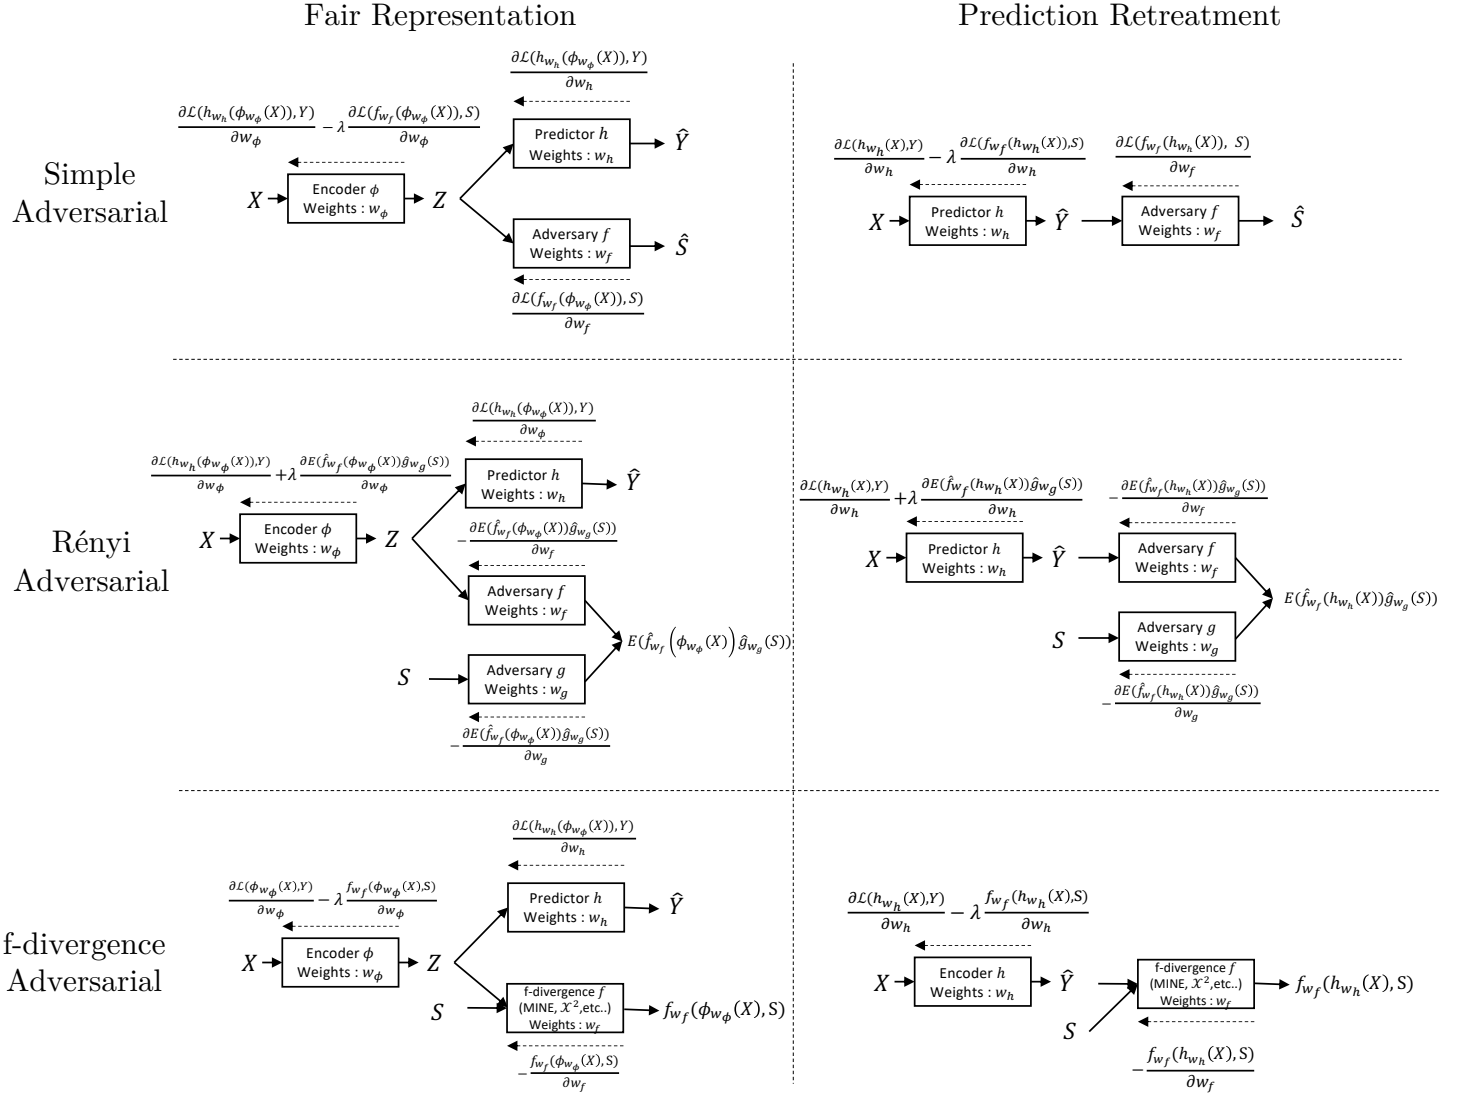 Fair Representation
Prediction Retreatment
Simple
Adversarial
∂ℒ(h_{w_h}(ϕ_{w_ϕ}(X)),Y)
∂w_h
∂ℒ(h_{w_h}(ϕ_{w_ϕ}(X)),Y) − λ ∂ℒ(f_{w_f}(ϕ_{w_ϕ}(X)),S)
∂w_ϕ ∂w_ϕ
Predictor h
Weights : w_h
Ŷ
X
Encoder ϕ
Weights : w_ϕ
Z
Adversary f
Weights : w_f
Ŝ
∂ℒ(f_{w_f}(ϕ_{w_ϕ}(X)),S)
∂w_f
∂ℒ(h_{w_h}(X),Y) − λ ∂ℒ(f_{w_f}(h_{w_h}(X)),S)
∂w_h ∂w_h
∂ℒ(f_{w_f}(h_{w_h}(X)), S)
∂w_f
X
Predictor h
Weights : w_h
Ŷ
Adversary f
Weights : w_f
Ŝ
Rényi
Adversarial
∂ℒ(h_{w_h}(ϕ_{w_ϕ}(X)),Y)
∂w_ϕ
∂ℒ(h_{w_h}(ϕ_{w_ϕ}(X)),Y) +λ ∂E(f̂_{w_f}(ϕ_{w_ϕ}(X))ĝ_{w_g}(S))
∂w_ϕ ∂w_ϕ
Predictor h
Weights : w_h
Ŷ
X
Encoder ϕ
Weights : w_ϕ
Z
− ∂E(f̂_{w_f}(ϕ_{w_ϕ}(X))ĝ_{w_g}(S))
∂w_f
Adversary f
Weights : w_f
E(f̂_{w_f}(ϕ_{w_ϕ}(X))ĝ_{w_g}(S))
S
Adversary g
Weights : w_g
− ∂E(f̂_{w_f}(ϕ_{w_ϕ}(X))ĝ_{w_g}(S))
∂w_g
∂ℒ(h_{w_h}(X),Y) +λ ∂E(f̂_{w_f}(h_{w_h}(X))ĝ_{w_g}(S))
∂w_h ∂w_h
− ∂E(f̂_{w_f}(h_{w_h}(X))ĝ_{w_g}(S))
∂w_f
X
Predictor h
Weights : w_h
Ŷ
Adversary f
Weights : w_f
E(f̂_{w_f}(h_{w_h}(X))ĝ_{w_g}(S))
S
Adversary g
Weights : w_g
− ∂E(f̂_{w_f}(h_{w_h}(X))ĝ_{w_g}(S))
∂w_g
f-divergence
Adversarial
∂ℒ(h_{w_h}(ϕ_{w_ϕ}(X)),Y)
∂w_h
∂ℒ(ϕ_{w_ϕ}(X),Y) − λ f_{w_f}(ϕ_{w_ϕ}(X),S)
∂w_ϕ ∂w_ϕ
Predictor h
Weights : w_h
Ŷ
X
Encoder ϕ
Weights : w_ϕ
Z
S
f-divergence f
(MINE, 𝒳²,etc..)
Weights : w_f
f_{w_f}(ϕ_{w_ϕ}(X), S)
− f_{w_f}(ϕ_{w_ϕ}(X),S)
∂w_f
∂ℒ(h_{w_h}(X),Y) − λ f_{w_f}(h_{w_h}(X),S)
∂w_h ∂w_h
X
Encoder h
Weights : w_h
Ŷ
S
f-divergence f
(MINE, 𝒳²,etc..)
Weights : w_f
f_{w_f}(h_{w_h}(X), S)
− f_{w_f}(h_{w_h}(X), S)
∂w_f